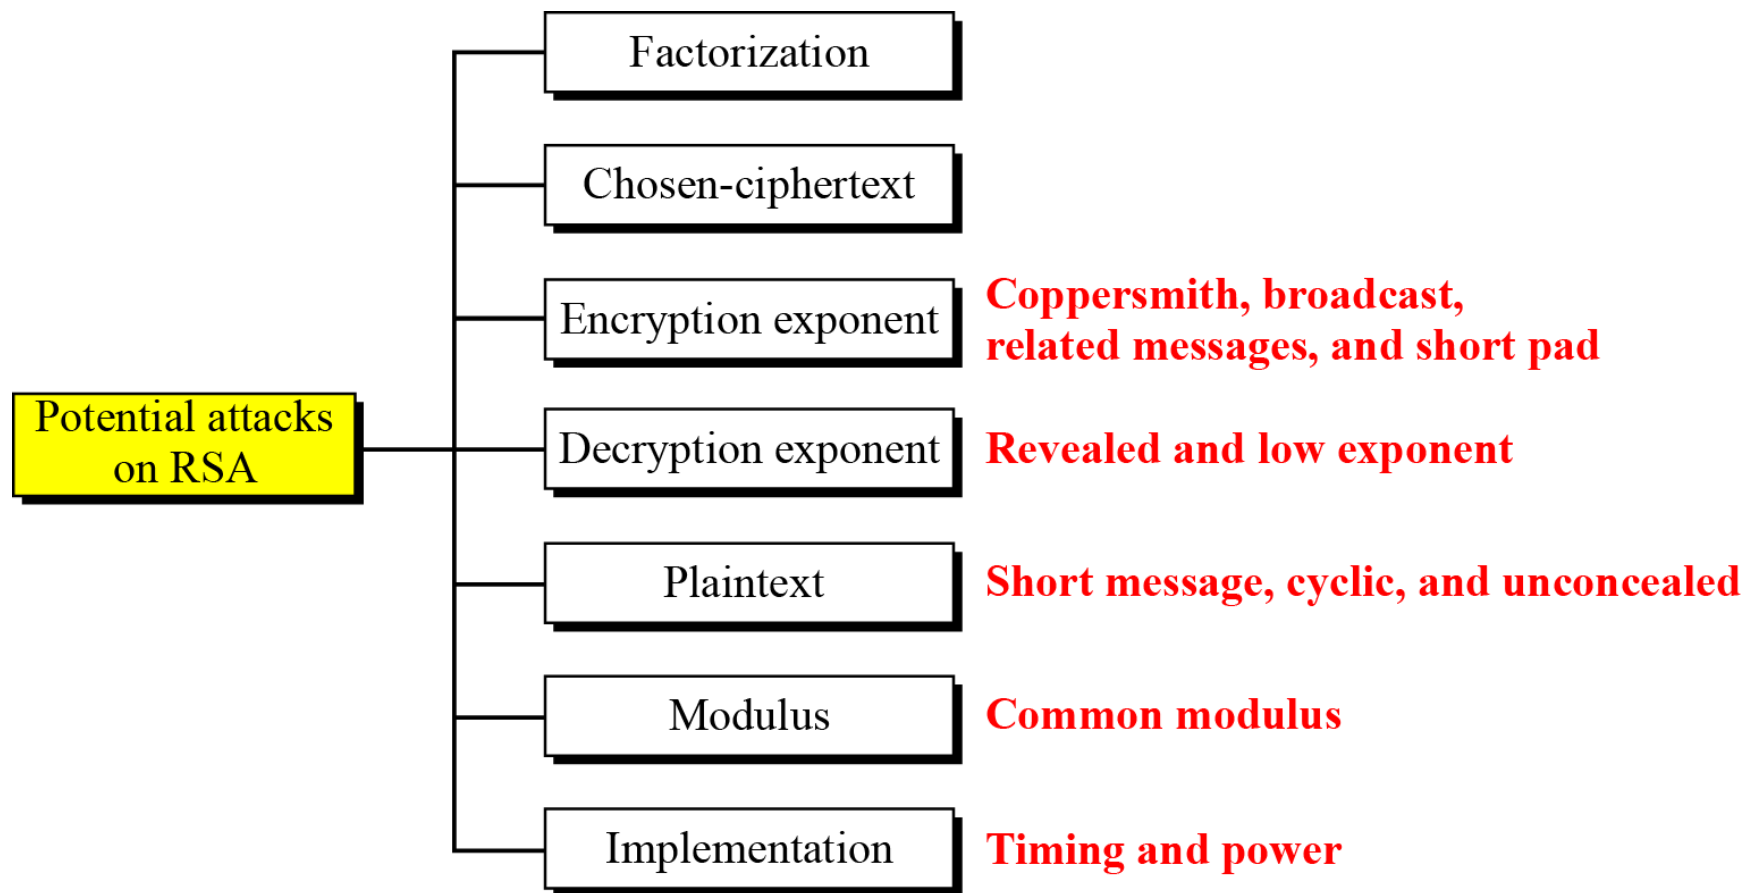 Potential attacks
on RSA
Factorization
Chosen-ciphertext
Encryption exponent
Coppersmith, broadcast,
related messages, and short pad
Decryption exponent
Revealed and low exponent
Plaintext
Short message, cyclic, and unconcealed
Modulus
Common modulus
Implementation
Timing and power